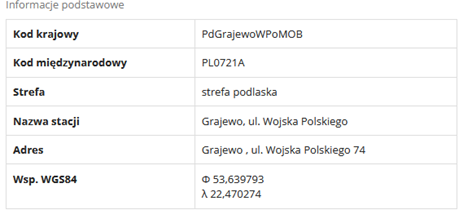 Informacje podstawowe
Kod krajowy PdGrajewoWPoMOB
Kod międzynarodowy PL0721A
Strefa strefa podlaska
Nazwa stacji Grajewo, ul. Wojska Polskiego
Adres Grajewo , ul. Wojska Polskiego 74
Wsp. WGS84 Φ 53,639793
λ 22,470274